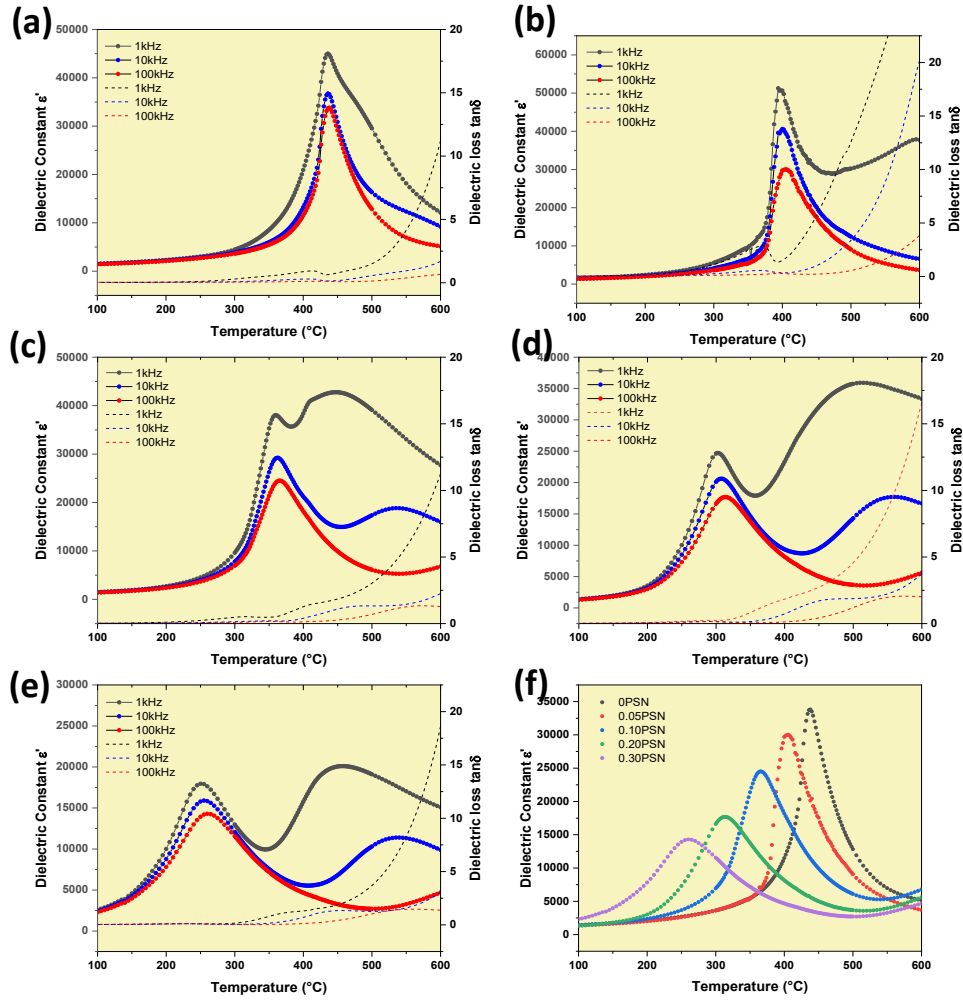 (a)
50000
40000
30000
20000
10000
0
Dielectric Constant ε'
1kHz
10kHz
100kHz
1kHz
10kHz
100kHz
20
15
10
5
0
Dielectric loss tanδ
100 200 300 400 500 600
Temperature (°C)
(b)
60000
50000
40000
30000
20000
10000
0
Dielectric Constant ε'
1kHz
10kHz
100kHz
1kHz
10kHz
100kHz
20
15
10
5
0
Dielectric loss tanδ
100 200 300 400 500 600
Temperature (°C)
(c)
50000
40000
30000
20000
10000
0
Dielectric Constant ε'
1kHz
10kHz
100kHz
1kHz
10kHz
100kHz
20
15
10
5
0
Dielectric loss tanδ
100 200 300 400 500 600
Temperature (°C)
(d)
40000
35000
30000
25000
20000
15000
10000
5000
0
Dielectric Constant ε'
1kHz
10kHz
100kHz
1kHz
10kHz
100kHz
20
15
10
5
0
Dielectric loss tanδ
100 200 300 400 500 600
Temperature (°C)
(e)
30000
25000
20000
15000
10000
5000
0
Dielectric Constant ε'
1kHz
10kHz
100kHz
1kHz
10kHz
100kHz
20
15
10
5
0
Dielectric loss tanδ
100 200 300 400 500 600
Temperature (°C)
(f)
35000
30000
25000
20000
15000
10000
5000
0
Dielectric Constant ε'
0PSN
0.05PSN
0.10PSN
0.20PSN
0.30PSN
100 200 300 400 500 600
Temperature (°C)